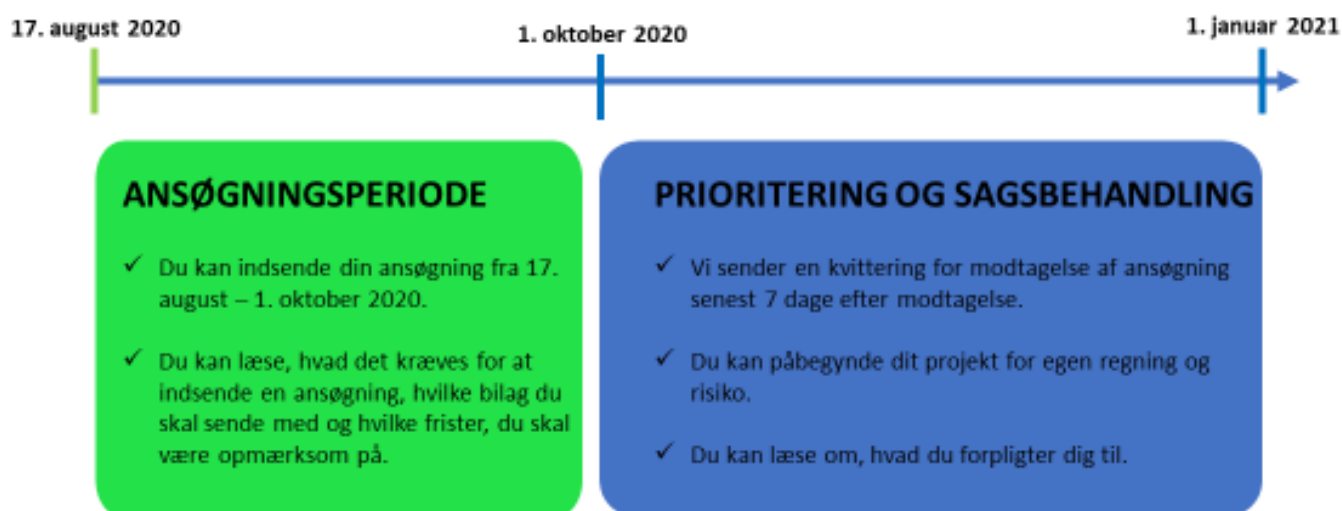 17. august 2020
1. oktober 2020
1. januar 2021
ANSØGNINGSPERIODE
✓ Du kan indsende din ansøgning fra 17.
august – 1. oktober 2020.
✓ Du kan læse, hvad det kræves for at
indsende en ansøgning, hvilke bilag du
skal sende med og hvilke frister, du skal
være opmærksom på.
PRIORITERING OG SAGSBEHANDLING
✓ Vi sender en kvittering for modtagelse af ansøgning
senest 7 dage efter modtagelse.
✓ Du kan påbegynde dit projekt for egen regning og
risiko.
✓ Du kan læse om, hvad du forpligter dig til.